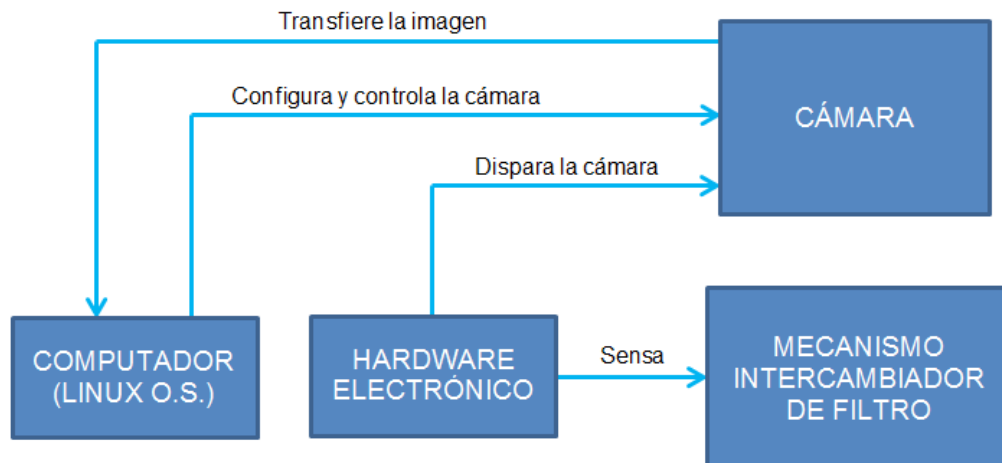 Transfiere la imagen
Configura y controla la cámara
CÁMARA
Dispara la cámara
COMPUTADOR
(LINUX O.S.)
HARDWARE
ELECTRÓNICO
Sensa
MECANISMO
INTERCAMBIADOR
DE FILTRO